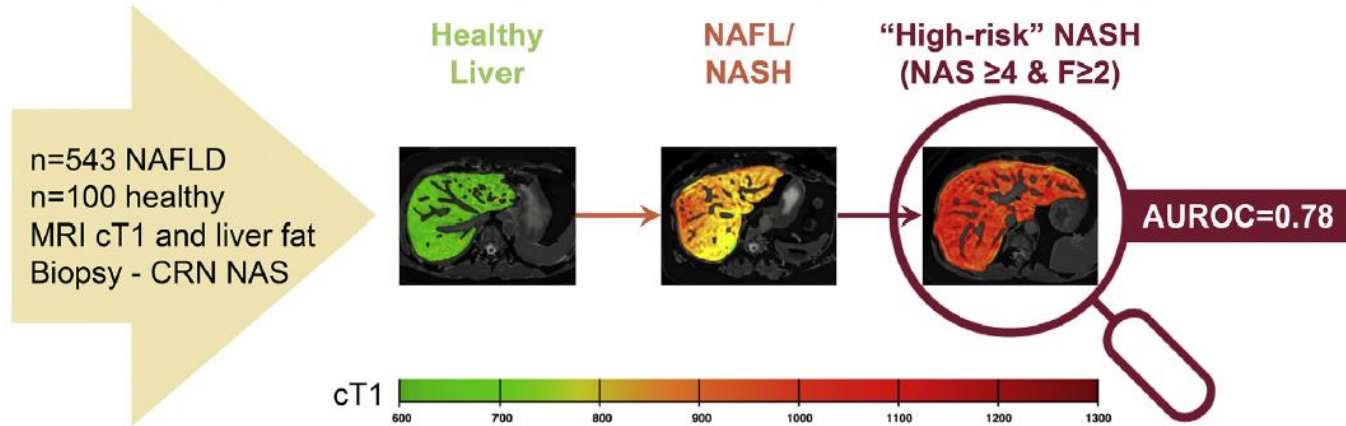 n=543 NAFLD
n=100 healthy
MRI cT1 and liver fat
Biopsy - CRN NAS
Healthy
Liver
NAFL/
NASH
“High-risk” NASH
(NAS ≥4 & F≥2)
AUROC=0.78
cT1
600 700 800 900 1000 1100 1200 1300